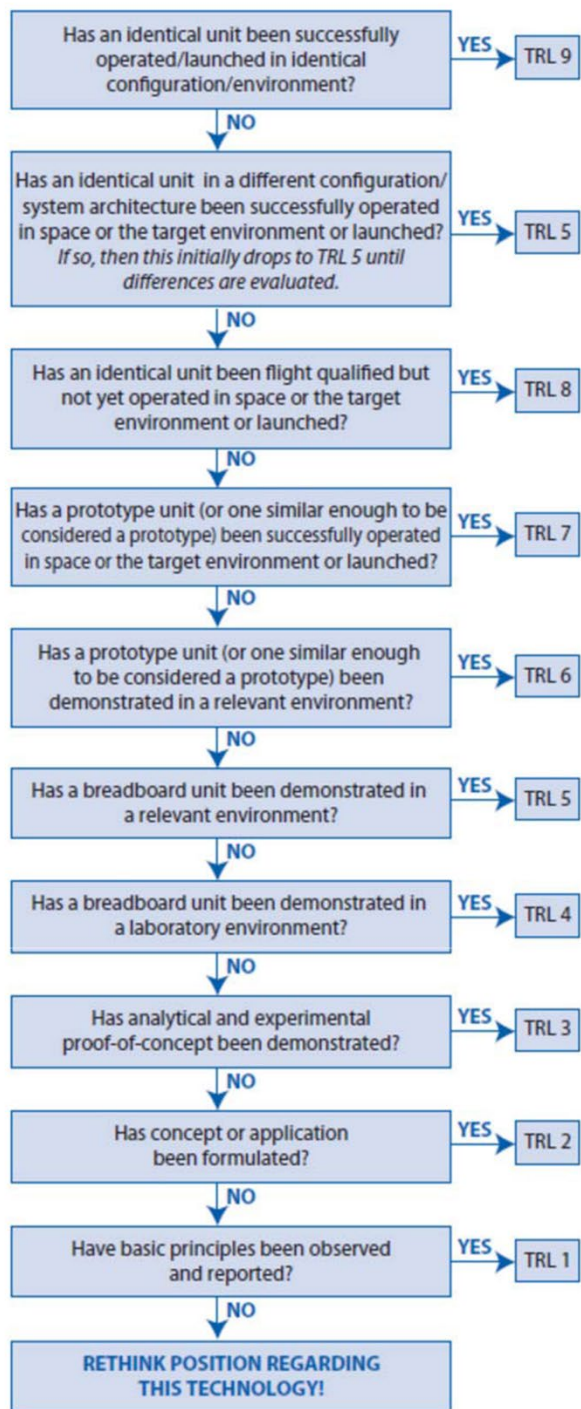 Has an identical unit been successfully
operated/launched in identical
configuration/environment?
YES
TRL 9
NO
Has an identical unit in a different configuration/
system architecture been successfully operated
in space or the target environment or launched?
If so, then this initially drops to TRL 5 until
differences are evaluated.
YES
TRL 5
NO
Has an identical unit been flight qualified but
not yet operated in space or the target
environment or launched?
YES
TRL 8
NO
Has a prototype unit (or one similar enough to be
considered a prototype) been successfully operated
in space or the target environment or launched?
YES
TRL 7
NO
Has a prototype unit (or one similar enough
to be considered a prototype) been
demonstrated in a relevant environment?
YES
TRL 6
NO
Has a breadboard unit been demonstrated in
a relevant environment?
YES
TRL 5
NO
Has a breadboard unit been demonstrated in
a laboratory environment?
YES
TRL 4
NO
Has analytical and experimental
proof-of-concept been demonstrated?
YES
TRL 3
NO
Has concept or application
been formulated?
YES
TRL 2
NO
Have basic principles been observed
and reported?
YES
TRL 1
NO
RETHINK POSITION REGARDING
THIS TECHNOLOGY!